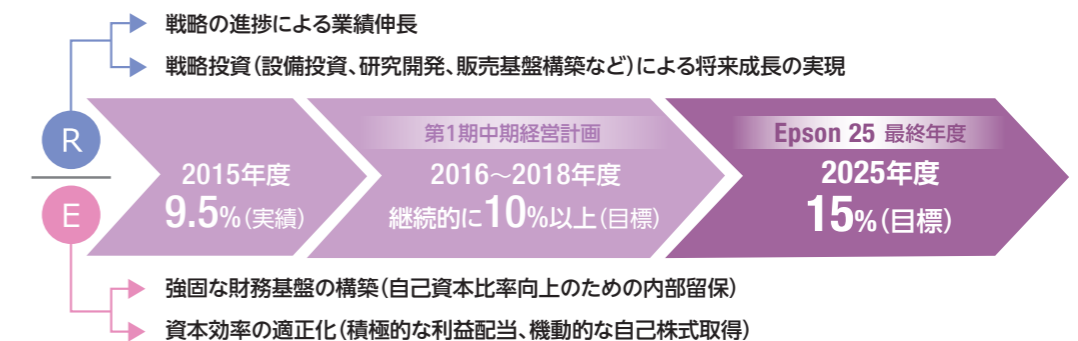 戦略の進捗による業績伸長
戦略投資（設備投資、研究開発、販売基盤構築など）による将来成長の実現
R
E
2015年度
9.5%（実績）
第1期中期経営計画
2016～2018年度
継続的に10%以上（目標）
Epson 25 最終年度
2025年度
15%（目標）
強固な財務基盤の構築（自己資本比率向上のための内部留保）
資本効率の適正化（積極的な利益配当、機動的な自己株式取得）